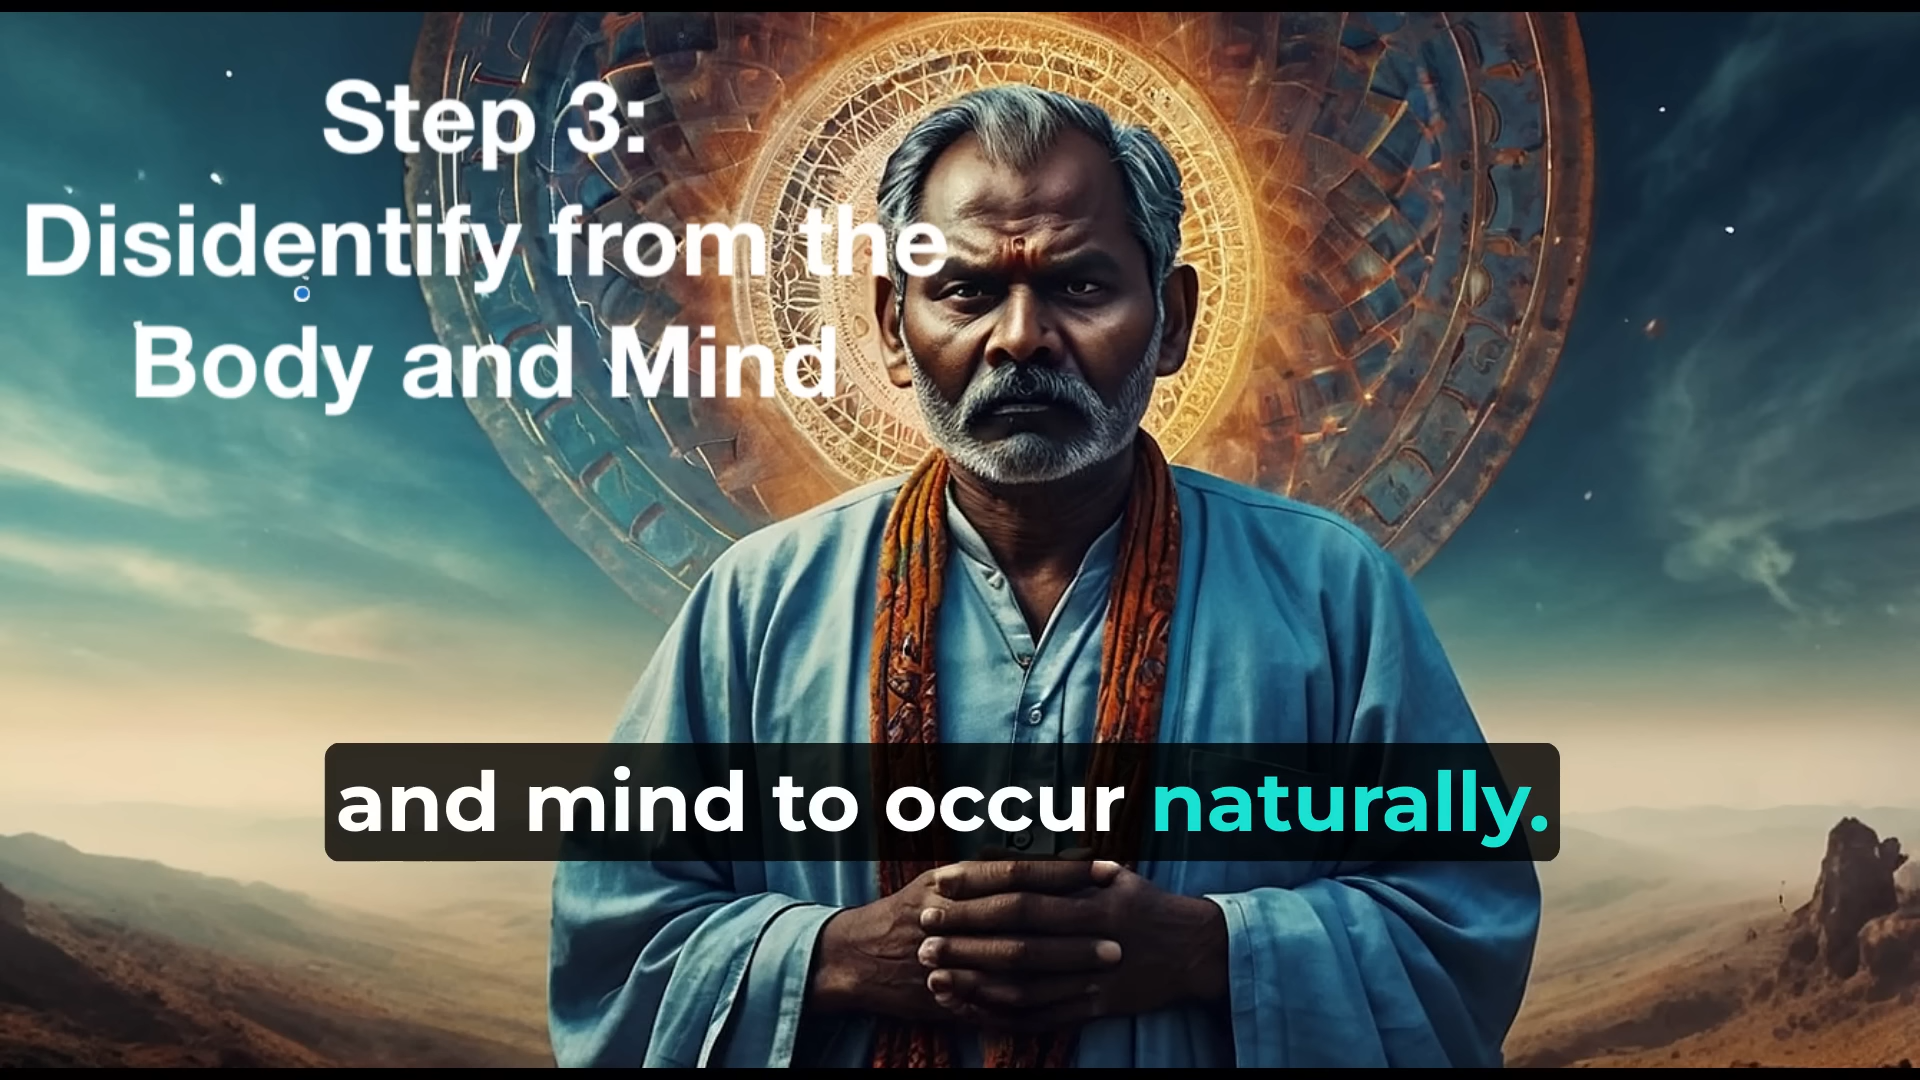 Step 3:
Disidentify from the
Body and Mind
and mind to occur naturally.